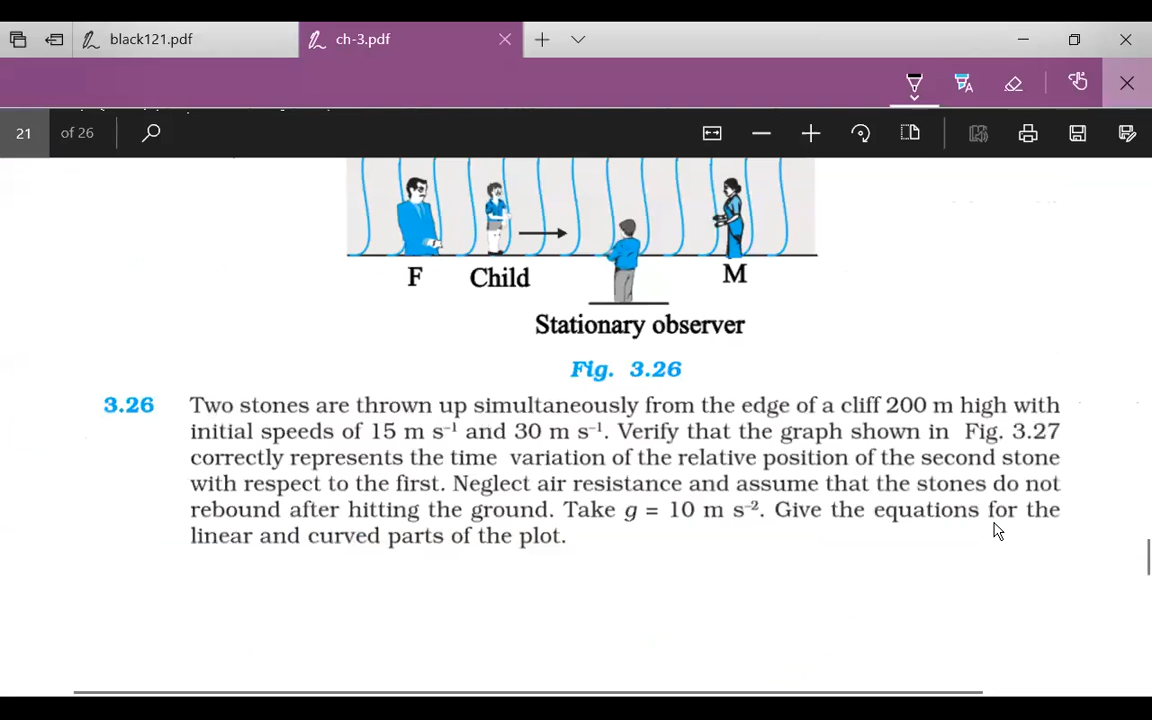 black121.pdf
ch-3.pdf
21 of 26
F
Child
M
Stationary observer
Fig. 3.26
3.26 Two stones are thrown up simultaneously from the edge of a cliff 200 m high with
initial speeds of 15 m s⁻¹ and 30 m s⁻¹. Verify that the graph shown in Fig. 3.27
correctly represents the time variation of the relative position of the second stone
with respect to the first. Neglect air resistance and assume that the stones do not
rebound after hitting the ground. Take g = 10 m s⁻². Give the equations for the
linear and curved parts of the plot.